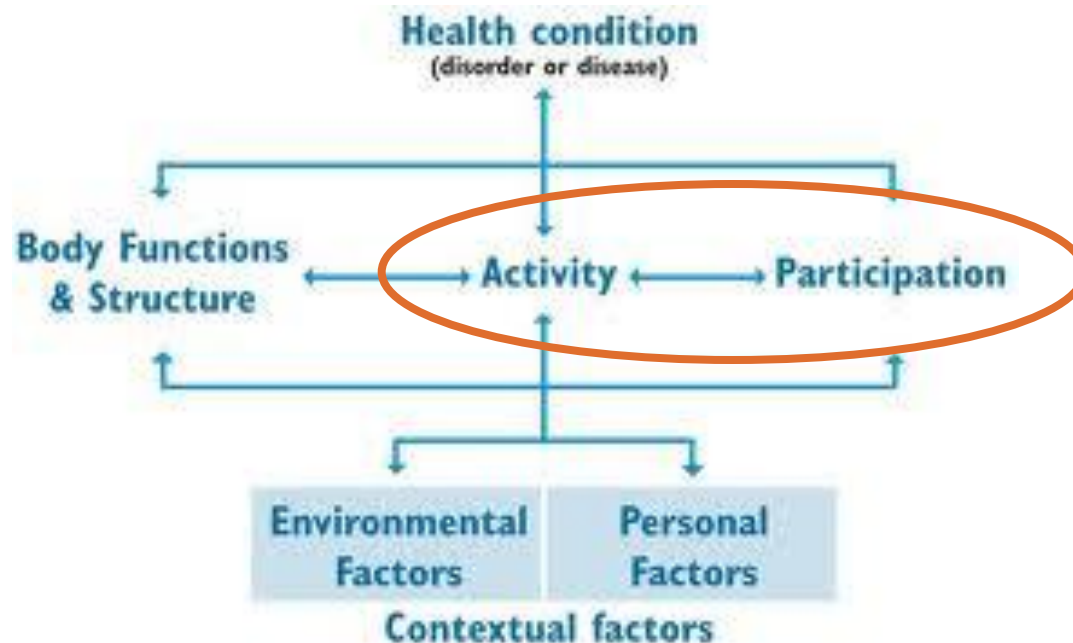 Health condition
(disorder or disease)
Body Functions
& Structure
Activity
Participation
Environmental
Factors
Personal
Factors
Contextual factors